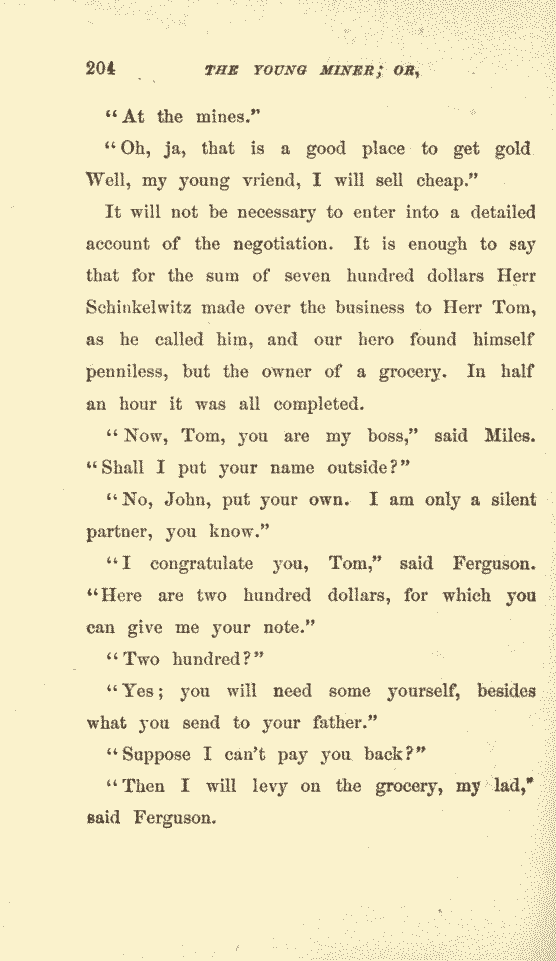 204 THE YOUNG MINER; OR,
"At the mines."
"Oh, ja, that is a good place to get gold
Well, my young vriend, I will sell cheap."
It will not be necessary to enter into a detailed
account of the negotiation. It is enough to say
that for the sum of seven hundred dollars Herr
Schinkelwitz made over the business to Herr Tom,
as he called him, and our hero found himself
penniless, but the owner of a grocery. In half
an hour it was all completed.
"Now, Tom, you are my boss," said Miles.
"Shall I put your name outside?"
"No, John, put your own. I am only a silent
partner, you know."
"I congratulate you, Tom," said Ferguson.
"Here are two hundred dollars, for which you
can give me your note."
"Two hundred?"
"Yes; you will need some yourself, besides
what you send to your father."
"Suppose I can't pay you back?"
"Then I will levy on the grocery, my lad,"
said Ferguson.